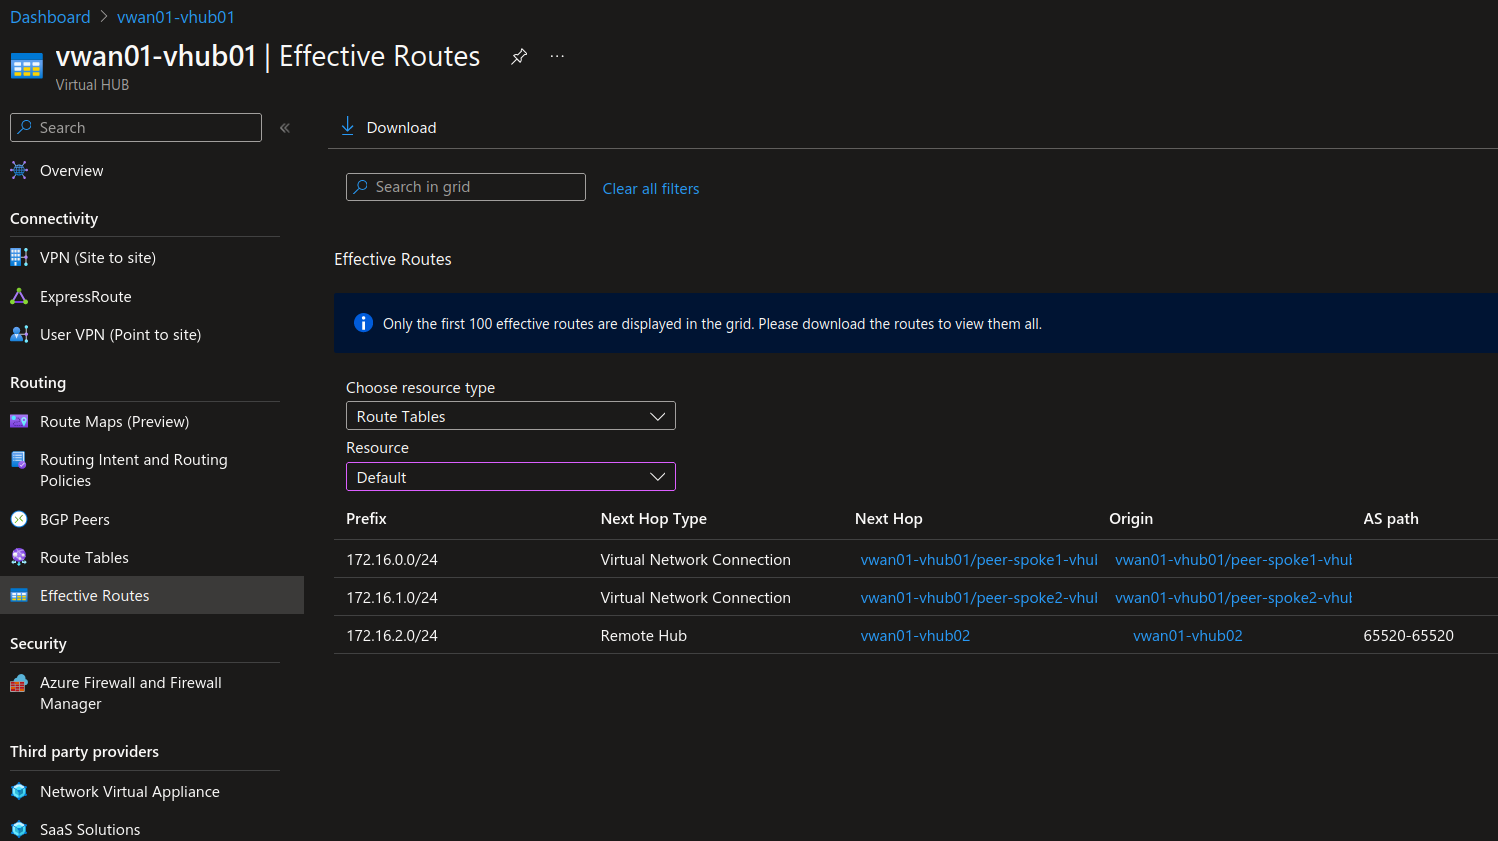 Dashboard > vwan01-vhub01
vwan01-vhub01 | Effective Routes ...
Virtual HUB
Search «
Download
Overview
Search in grid Clear all filters
Connectivity
VPN (Site to site)
Effective Routes
ExpressRoute
Only the first 100 effective routes are displayed in the grid. Please download the routes to view them all.
User VPN (Point to site)
Routing
Choose resource type
Route Maps (Preview)
Route Tables
Resource
Routing Intent and Routing
Policies
Default
BGP Peers
Prefix Next Hop Type Next Hop Origin AS path
Route Tables
172.16.0.0/24 Virtual Network Connection vwan01-vhub01/peer-spoke1-vhul vwan01-vhub01/peer-spoke1-vhub
Effective Routes
172.16.1.0/24 Virtual Network Connection vwan01-vhub01/peer-spoke2-vhul vwan01-vhub01/peer-spoke2-vhub
172.16.2.0/24 Remote Hub vwan01-vhub02 vwan01-vhub02 65520-65520
Security
Azure Firewall and Firewall
Manager
Third party providers
Network Virtual Appliance
SaaS Solutions